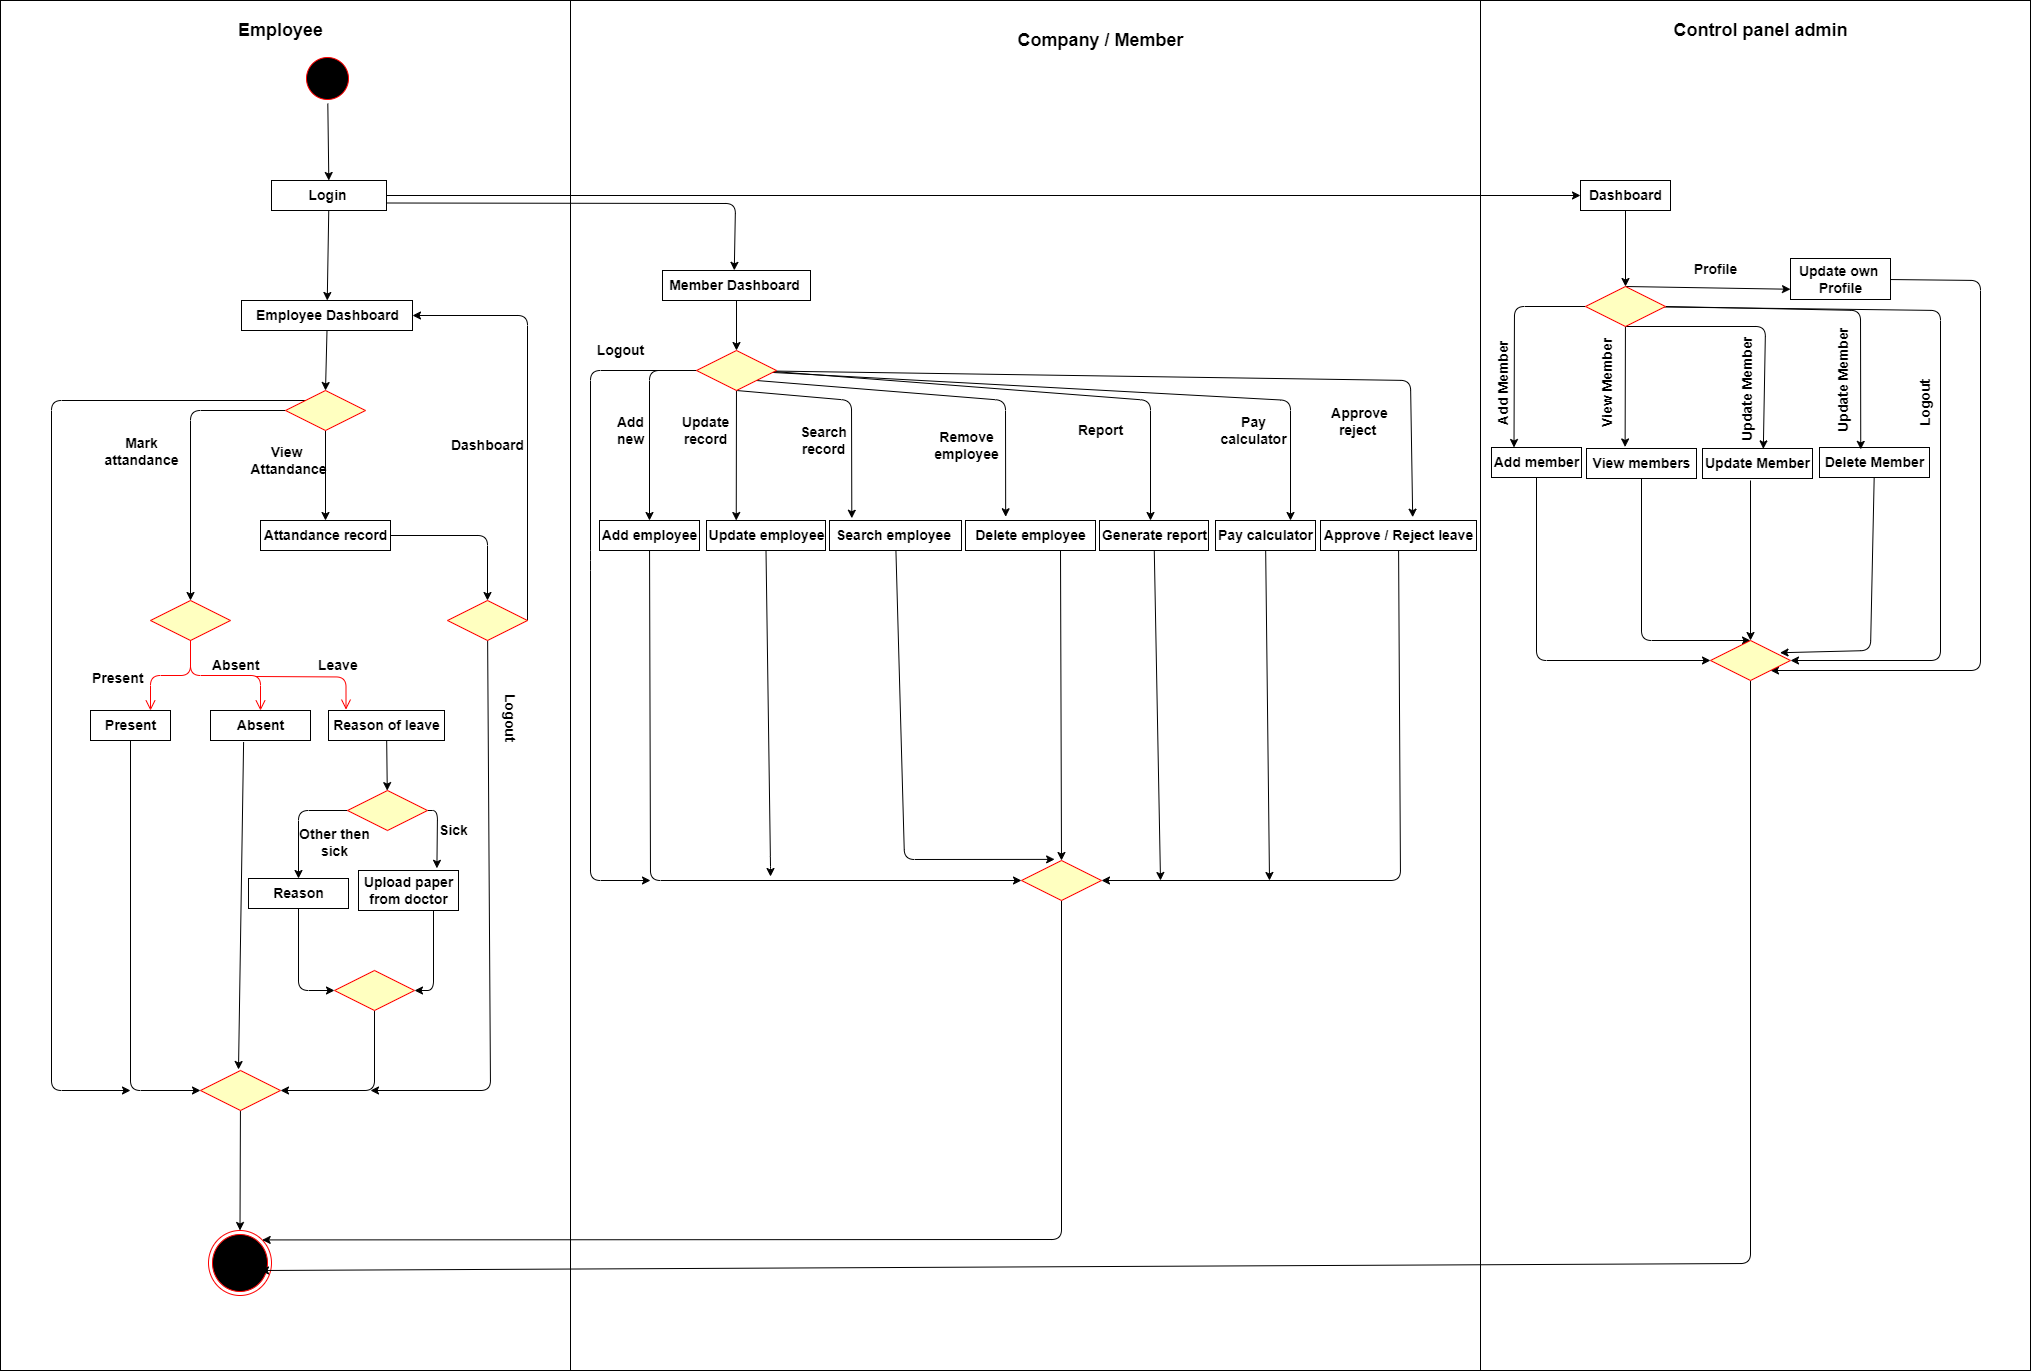 Employee
Company / Member
Control panel admin
Login
Dashboard
Member Dashboard
Profile
Update own
Profile
Employee Dashboard
Logout
Mark
attandance
View
Attandance
Dashboard
Add
new
Update
record
Search
record
Remove
employee
Report
Pay
calculator
Approve
reject
Add Member
View Member
Update Member
Update Member
Logout
Add member
View members
Update Member
Delete Member
Attandance record
Add employee
Update employee
Search employee
Delete employee
Generate report
Pay calculator
Approve / Reject leave
Present
Absent
Leave
Logout
Present
Absent
Reason of leave
Other then
sick
Sick
Reason
Upload paper
from doctor